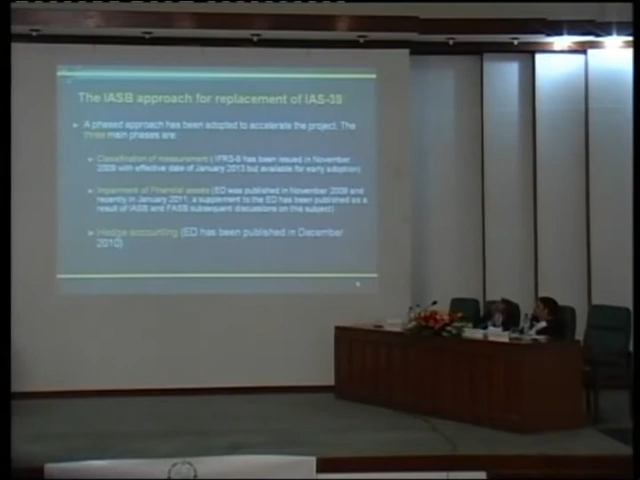 The IASB approach for replacement of IAS-39
A phased approach has been adopted to accelerate the project. The
three main phases are:
Classification of measurement ( IFRS-9 has been issued in November
2009 with effective date of January 2013 but available for early adoption)
Impairment of Financial assets (ED was published in November 2009 and
recently in January 2011, a supplement to the ED has been published as a
result of IASB and FASB subsequent discussions on this subject)
Hedge accounting (ED has been published in December
2010)